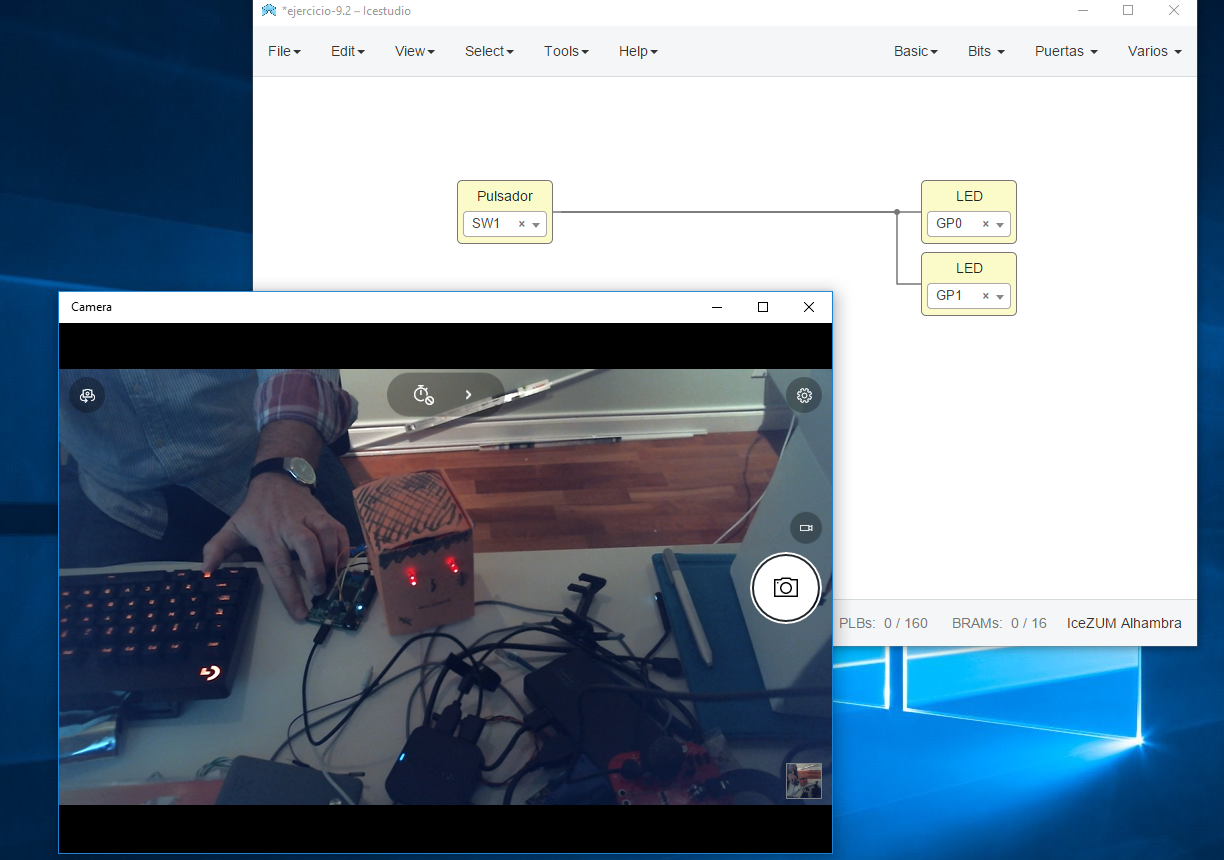 *ejercicio-9.2 – Icestudio
File Edit View Select Tools Help Basic Bits Puertas Varios
Pulsador
SW1 ×
LED
GP0 ×
LED
GP1 ×
Camera
PLBs: 0 / 160 BRAMs: 0 / 16 IceZUM Alhambra